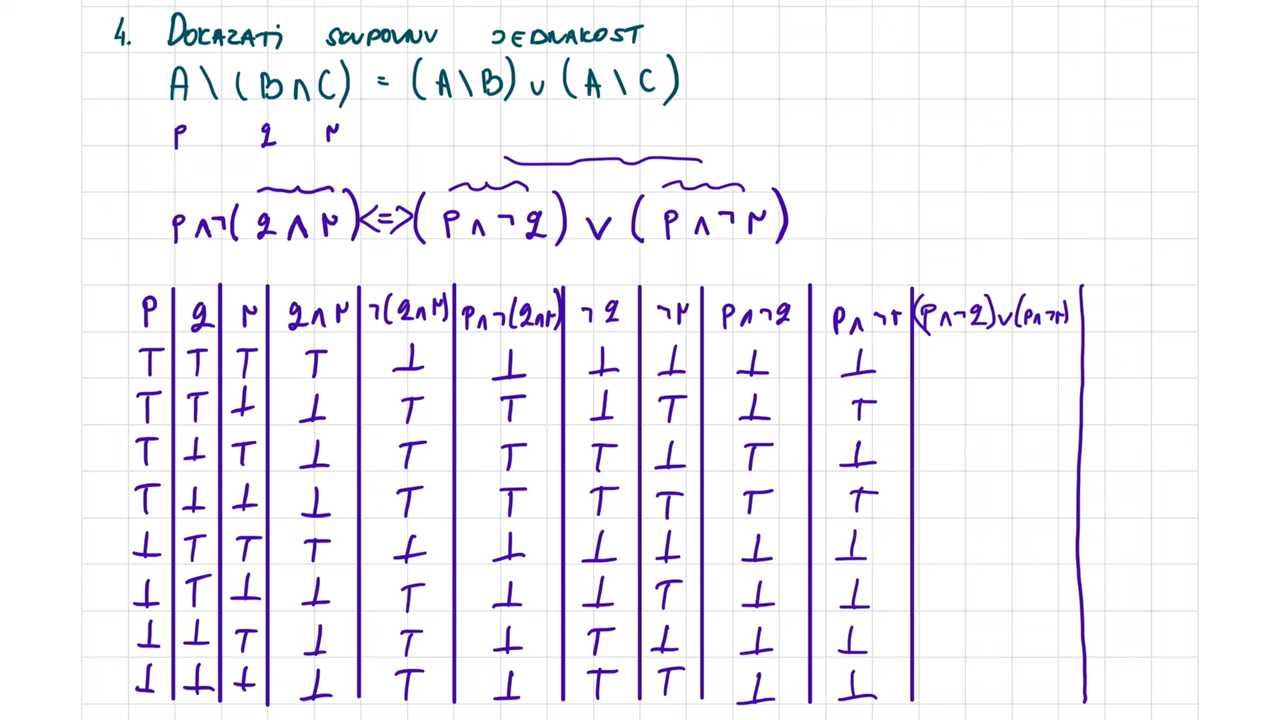 4. DOKAZATI SKUPOVNU JEDNAKOST
A \ (B ∩ C) = (A \ B) ∪ (A \ C)
p q r
p ∧ ¬( q ∧ r ) <=> ( p ∧ ¬ q ) ∨ ( p ∧ ¬ r )
p q r q ∧ r ¬(q ∧ r) p ∧ ¬(q ∧ r) ¬ q ¬ r p ∧ ¬ q p ∧ ¬ r (p ∧ ¬ q) ∨ (p ∧ ¬ r)
T T T T ⊥ ⊥ ⊥ ⊥ ⊥ ⊥
T T ⊥ ⊥ T T ⊥ T ⊥ T
T ⊥ T ⊥ T T T ⊥ T ⊥
T ⊥ ⊥ ⊥ T T T T T T
⊥ T T T ⊥ ⊥ ⊥ ⊥ ⊥ ⊥
⊥ T ⊥ ⊥ T ⊥ ⊥ T ⊥ ⊥
⊥ ⊥ T ⊥ T ⊥ T ⊥ ⊥ ⊥
⊥ ⊥ ⊥ ⊥ T ⊥ T T ⊥ ⊥